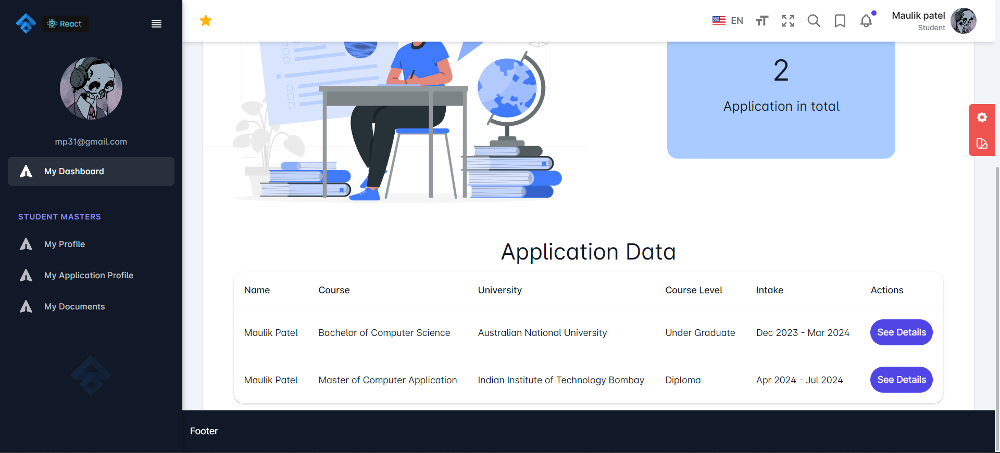 React
EN
Maulik patel
Student
mp31@gmail.com
My Dashboard
STUDENT MASTERS
My Profile
My Application Profile
My Documents
2
Application in total
Application Data
Name Course University Course Level Intake Actions
Maulik Patel Bachelor of Computer Science Australian National University Under Graduate Dec 2023 - Mar 2024 See Details
Maulik Patel Master of Computer Application Indian Institute of Technology Bombay Diploma Apr 2024 - Jul 2024 See Details
Footer